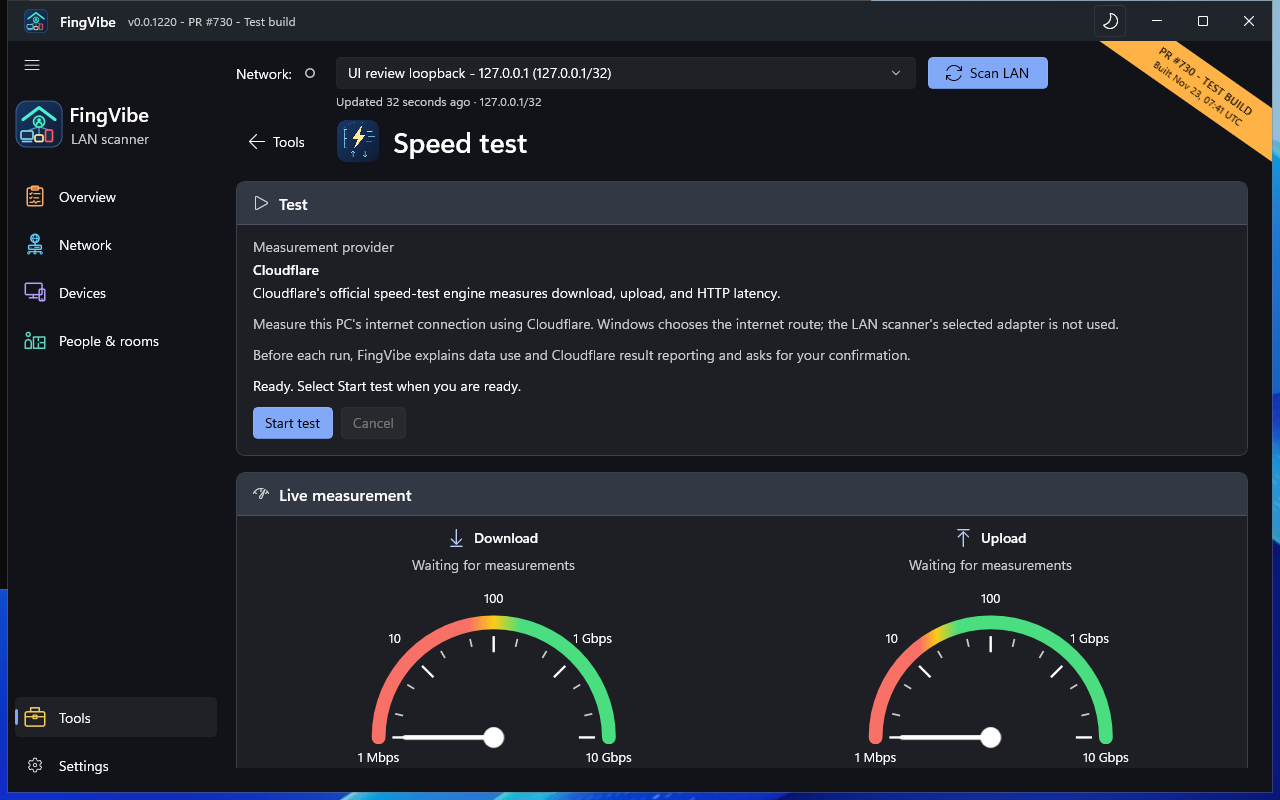 FingVibe v0.0.1220 - PR #730 - Test build
PR #730 - TEST BUILD
Built Nov 23, 07:41 UTC
FingVibe
LAN scanner
Overview
Network
Devices
People & rooms
Tools
Settings
Network:
UI review loopback - 127.0.0.1 (127.0.0.1/32)
Scan LAN
Updated 32 seconds ago · 127.0.0.1/32
Tools
Speed test
Test
Measurement provider
Cloudflare
Cloudflare's official speed-test engine measures download, upload, and HTTP latency.
Measure this PC's internet connection using Cloudflare. Windows chooses the internet route; the LAN scanner's selected adapter is not used.
Before each run, FingVibe explains data use and Cloudflare result reporting and asks for your confirmation.
Ready. Select Start test when you are ready.
Start test
Cancel
Live measurement
Download
Waiting for measurements
100
10
1 Gbps
1 Mbps
10 Gbps
Upload
Waiting for measurements
100
10
1 Gbps
1 Mbps
10 Gbps